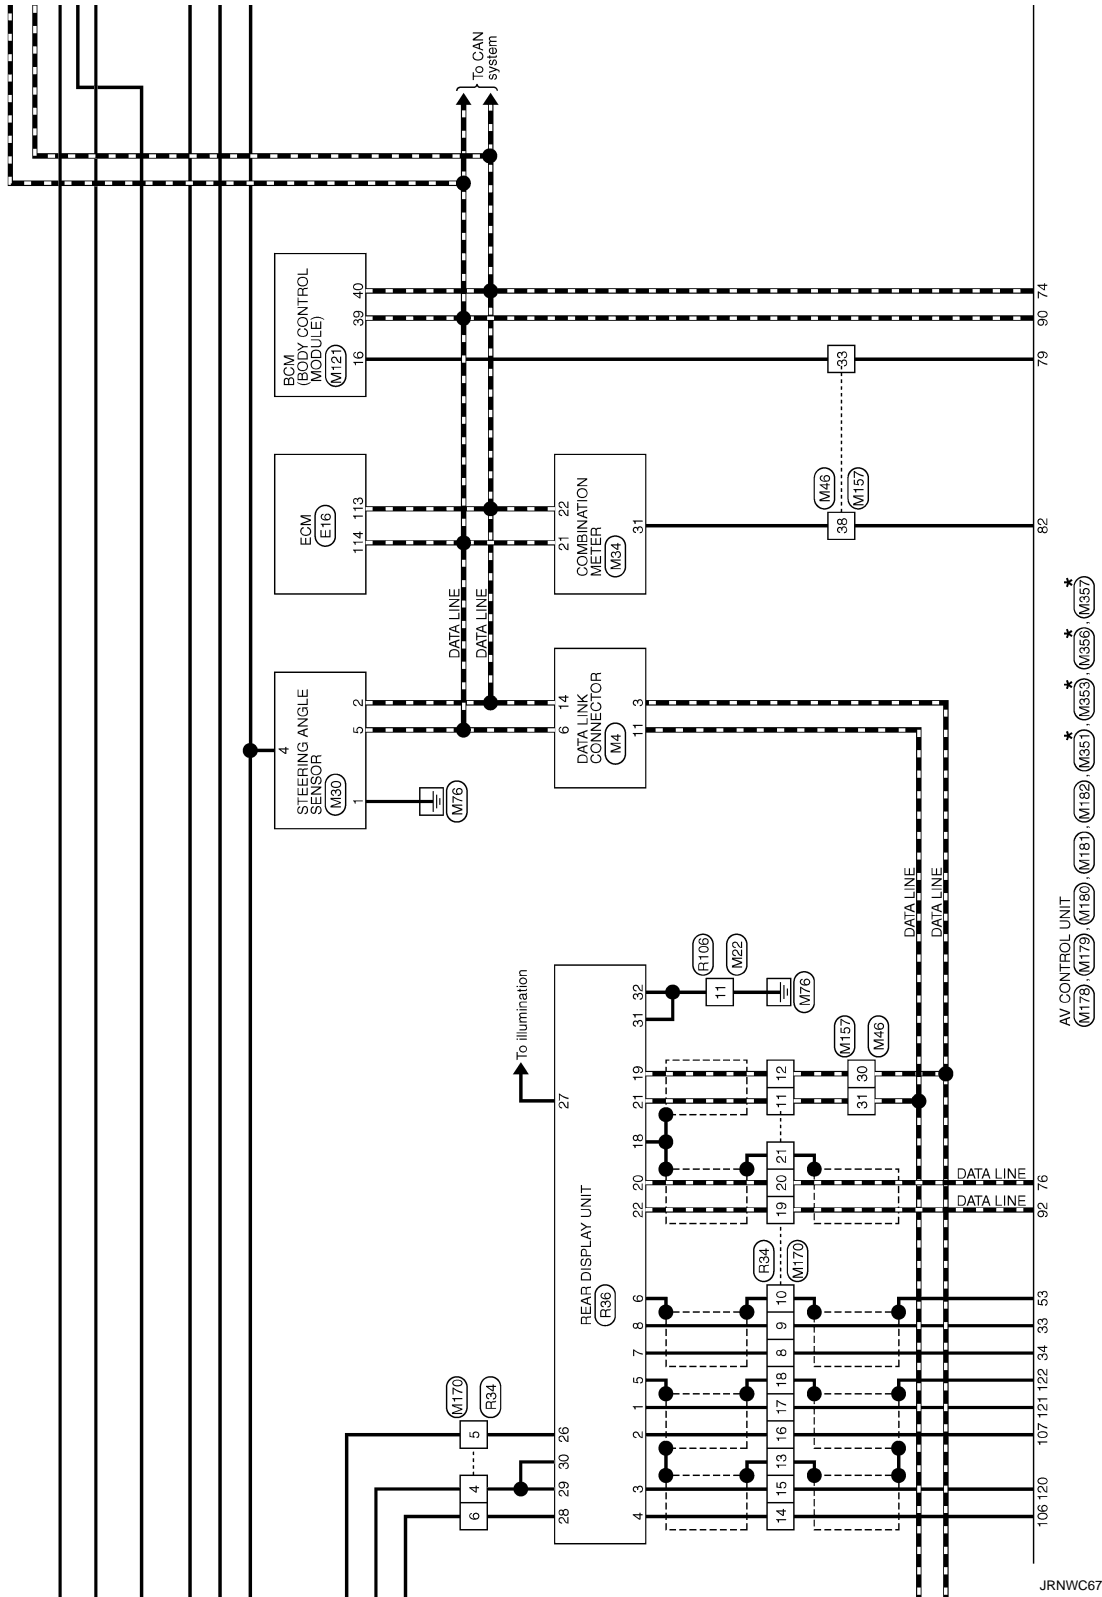 To CAN
system
BCM
(BODY CONTROL
MODULE)
M121
40
39
16
74
90
79
33
ECM
E16
113
114
COMBINATION
METER
M34
22
21
31
M46
M157
38
82
DATA LINE
DATA LINE
STEERING ANGLE
SENSOR
M30
4
2
5
1
M76
DATA LINK
CONNECTOR
M4
14
6
3
11
DATA LINE
DATA LINE
To illumination
REAR DISPLAY UNIT
R36
27
32
31
R106
M22
11
M76
19
21
18
20
22
12
11
21
20
19
M157
M46
30
31
DATA LINE
DATA LINE
76
92
R34
M170
6
8
7
5
1
2
3
4
10
9
8
18
17
16
13
15
14
53
33
34
122
121
107
120
106
M170
R34
5
4
6
26
30
29
28
AV CONTROL UNIT
M178, M179, M180, M181, M182, M351*, M353*, M356*, M357*
JRNWC67